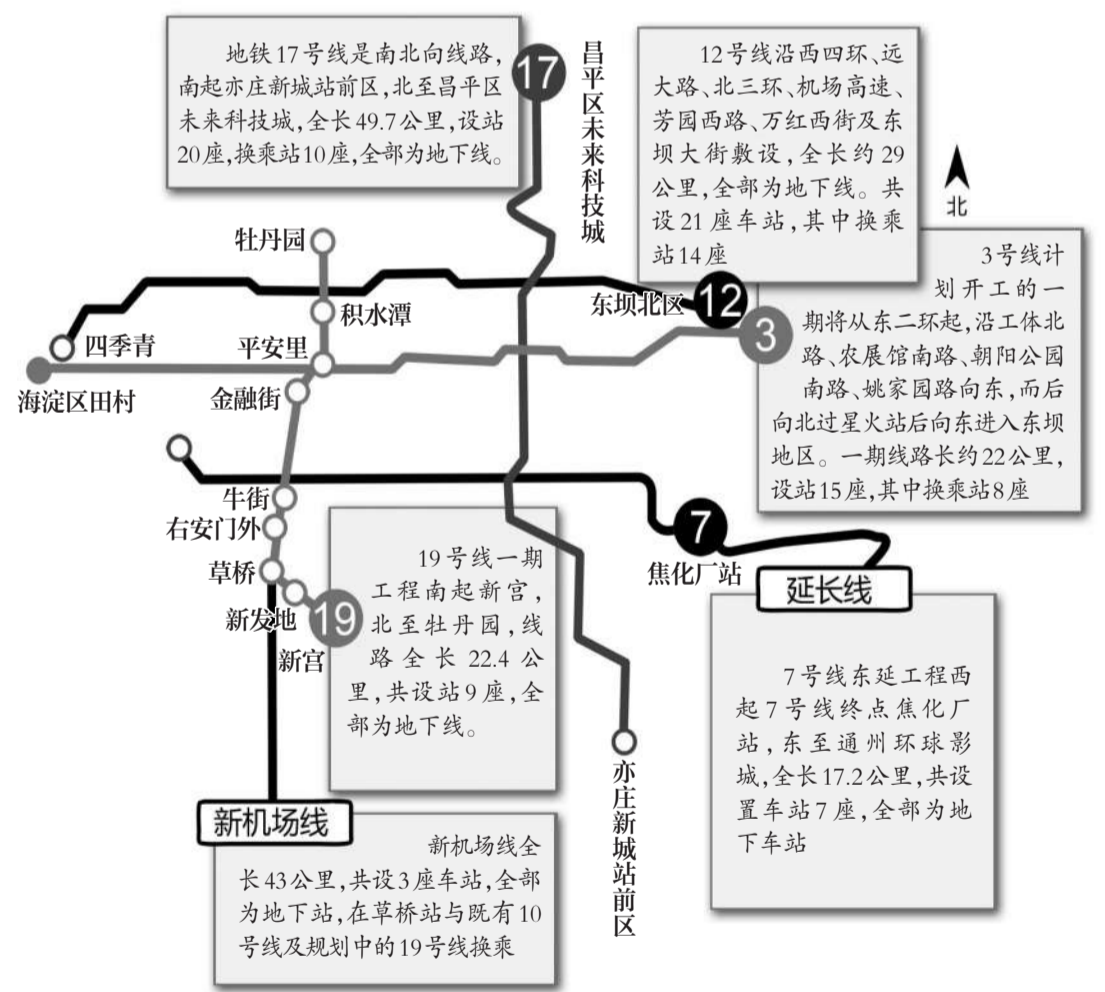 地铁17号线是南北向线路,
南起亦庄新城站前区,北至昌平区
未来科技城,全长49.7公里,设站
20座,换乘站10座,全部为地下线。
17
昌平区未来科技城
12号线沿西四环、远
大路、北三环、机场高速、
芳园西路、万红西街及东
坝大街敷设,全长约29
公里,全部为地下线。共
设21座车站,其中换乘
站14座
北
牡丹园
积水潭
东坝北区
12
3
3号线计
划开工的一
期将从东二环起,沿工体北
路、农展馆南路、朝阳公园
南路、姚家园路向东,而后
向北过星火站后向东进入东坝
地区。一期线路长约22公里,
设站15座,其中换乘站8座
四季青
平安里
海淀区田村
金融街
牛街
右安门外
草桥
新发地
19
新宫
19号线一期
工程南起新宫,
北至牡丹园,线
路全长22.4公
里,共设站9座,全
部为地下线。
7
焦化厂站
延长线
7号线东延工程西
起7号线终点焦化厂
站,东至通州环球影
城,全长17.2公里,共设
置车站7座,全部为地
下车站
亦庄新城站前区
新机场线
新机场线全
长43公里,共设3座车站,全部
为地下站,在草桥站与既有10
号线及规划中的19号线换乘